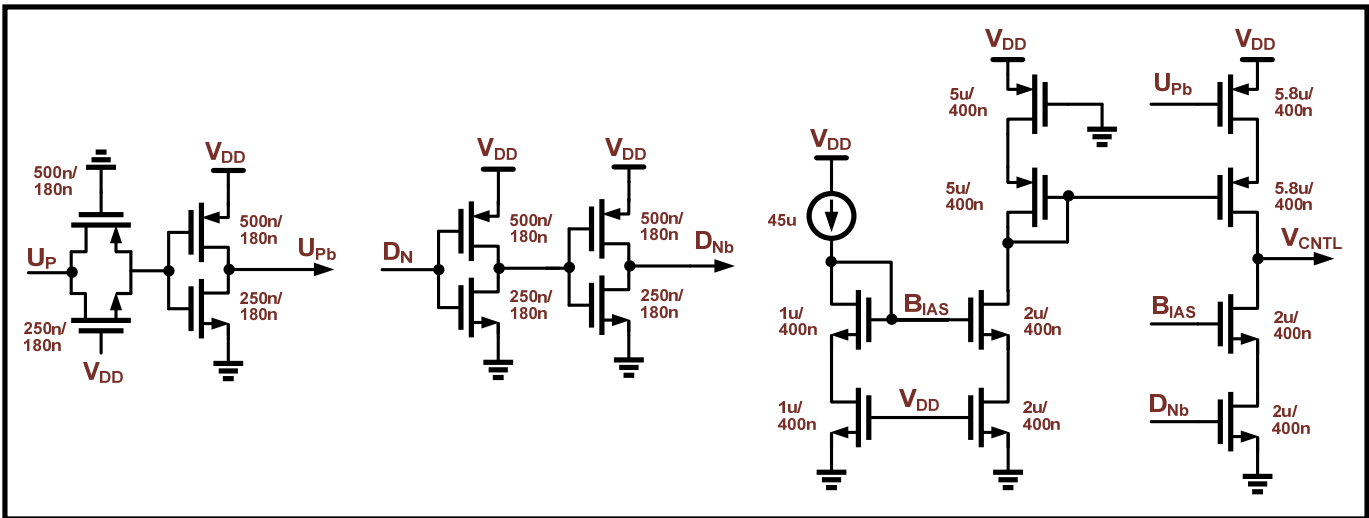 500n/
180n
UP
250n/
180n
VDD
VDD
500n/
180n
UPb
250n/
180n
DN
VDD
500n/
180n
250n/
180n
VDD
500n/
180n
DNb
250n/
180n
VDD
45u
1u/
400n
BIAS
1u/
400n
VDD
VDD
5u/
400n
5u/
400n
2u/
400n
2u/
400n
VDD
UPb
5.8u/
400n
5.8u/
400n
VCNTL
BIAS
2u/
400n
DNb
2u/
400n